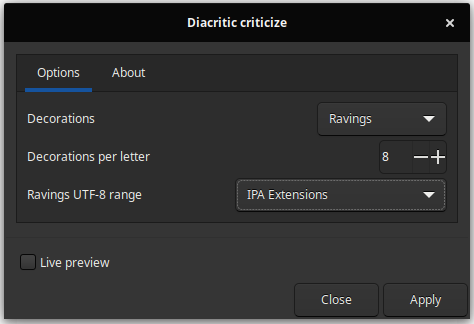 Diacritic criticize
Options About
Decorations Ravings
Decorations per letter 8
Ravings UTF-8 range IPA Extensions
Live preview
Close Apply